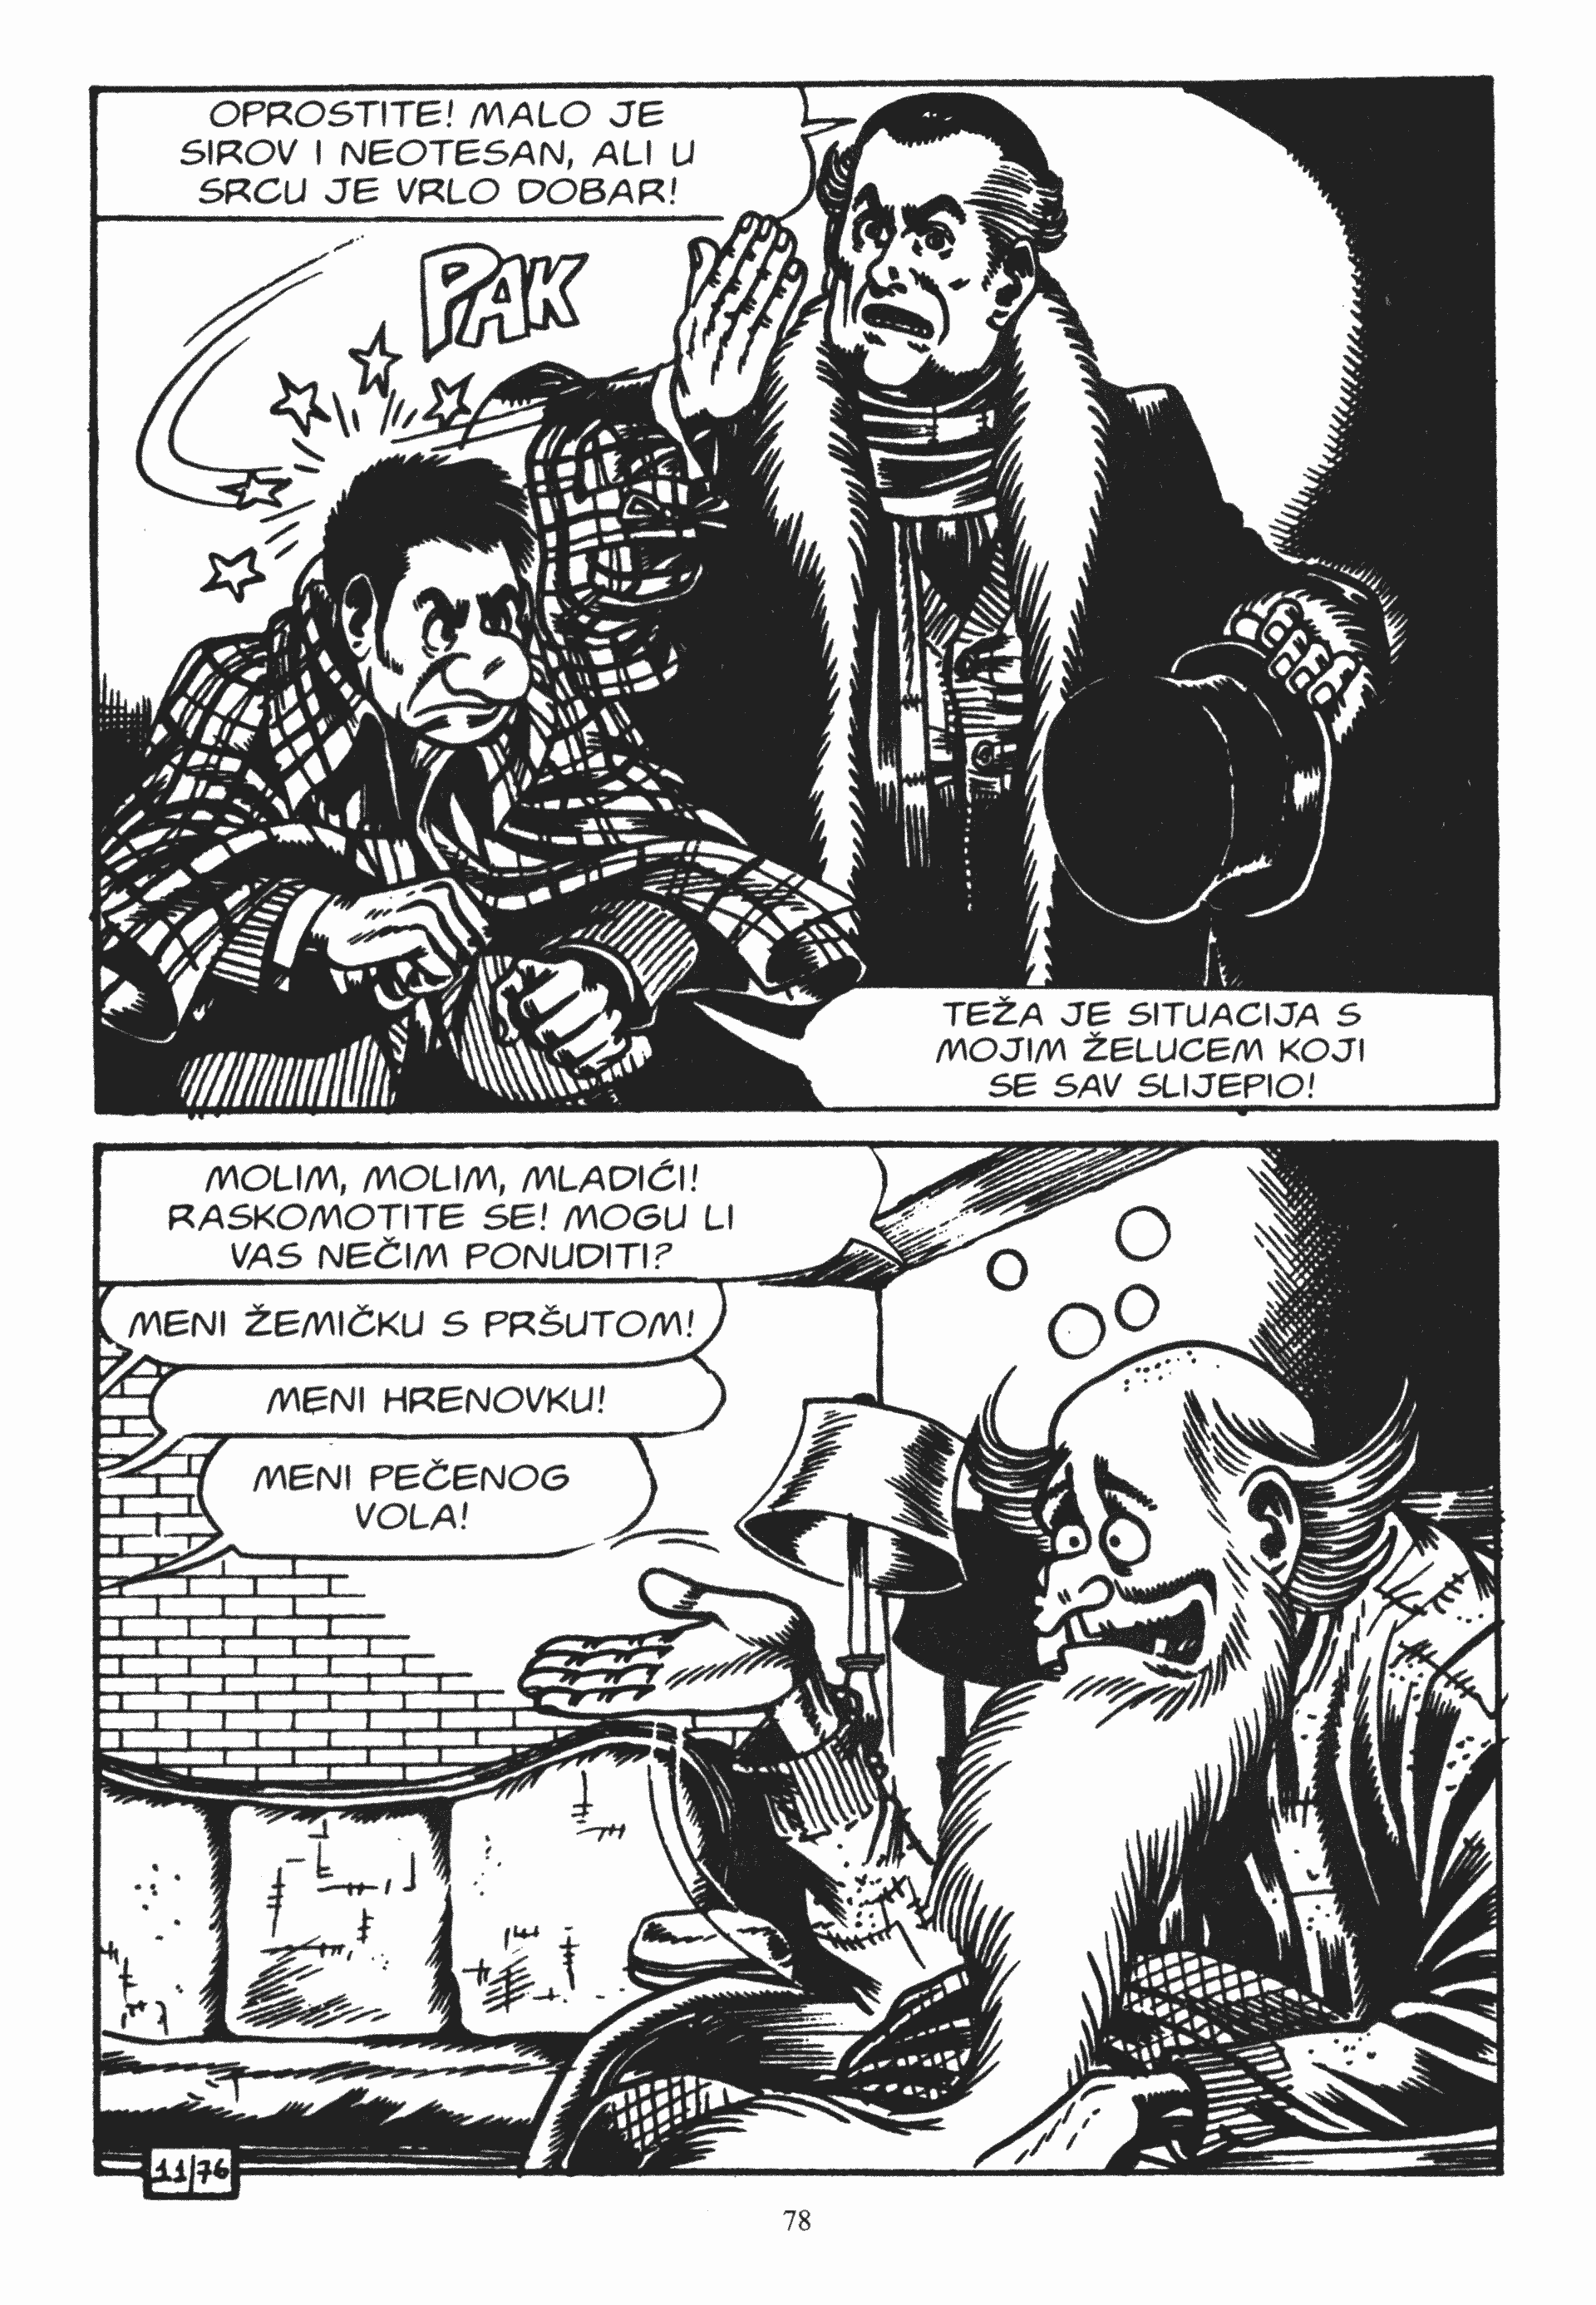 OPROSTITE! MALO JE
SIROV I NEOTESAN, ALI U
SRCU JE VRLO DOBAR!
PAK
TEŽA JE SITUACIJA S
MOJIM ŽELUCEM KOJI
SE SAV SLIJEPIO!
MOLIM, MOLIM, MLADIĆI!
RASKOMOTITE SE! MOGU LI
VAS NEČIM PONUDITI?
MENI ŽEMIČKU S PRŠUTOM!
MENI HRENOVKU!
MENI PEČENOG
VOLA!
11/76
78